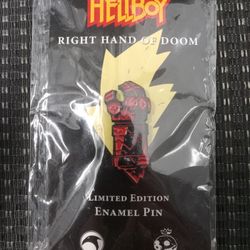 HELLBOY
RIGHT HAND OF DOOM
LIMITED EDITION
ENAMEL PIN